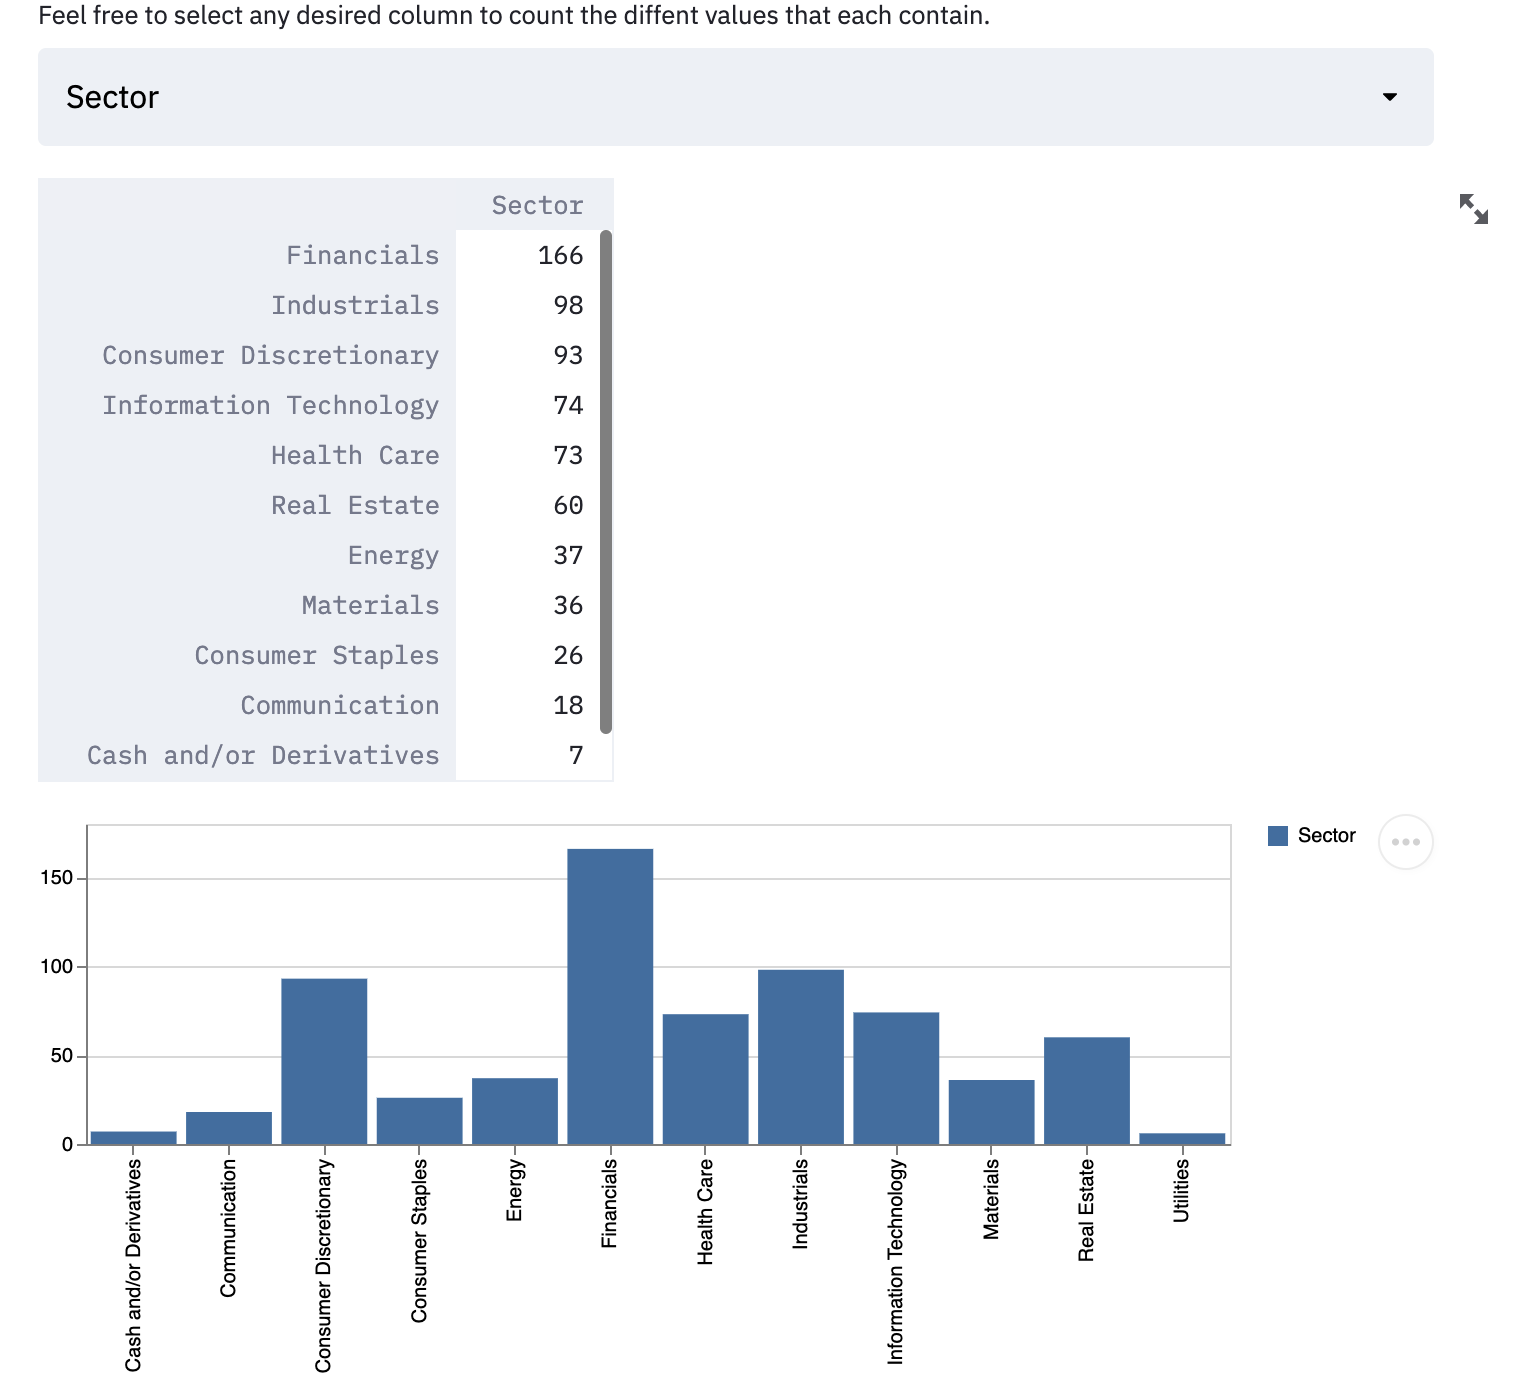 Feel free to select any desired column to count the diffent values that each contain.
Sector
Sector
Financials 166
Industrials 98
Consumer Discretionary 93
Information Technology 74
Health Care 73
Real Estate 60
Energy 37
Materials 36
Consumer Staples 26
Communication 18
Cash and/or Derivatives 7
Sector
150
100
50
0
Cash and/or Derivatives
Communication
Consumer Discretionary
Consumer Staples
Energy
Financials
Health Care
Industrials
Information Technology
Materials
Real Estate
Utilities